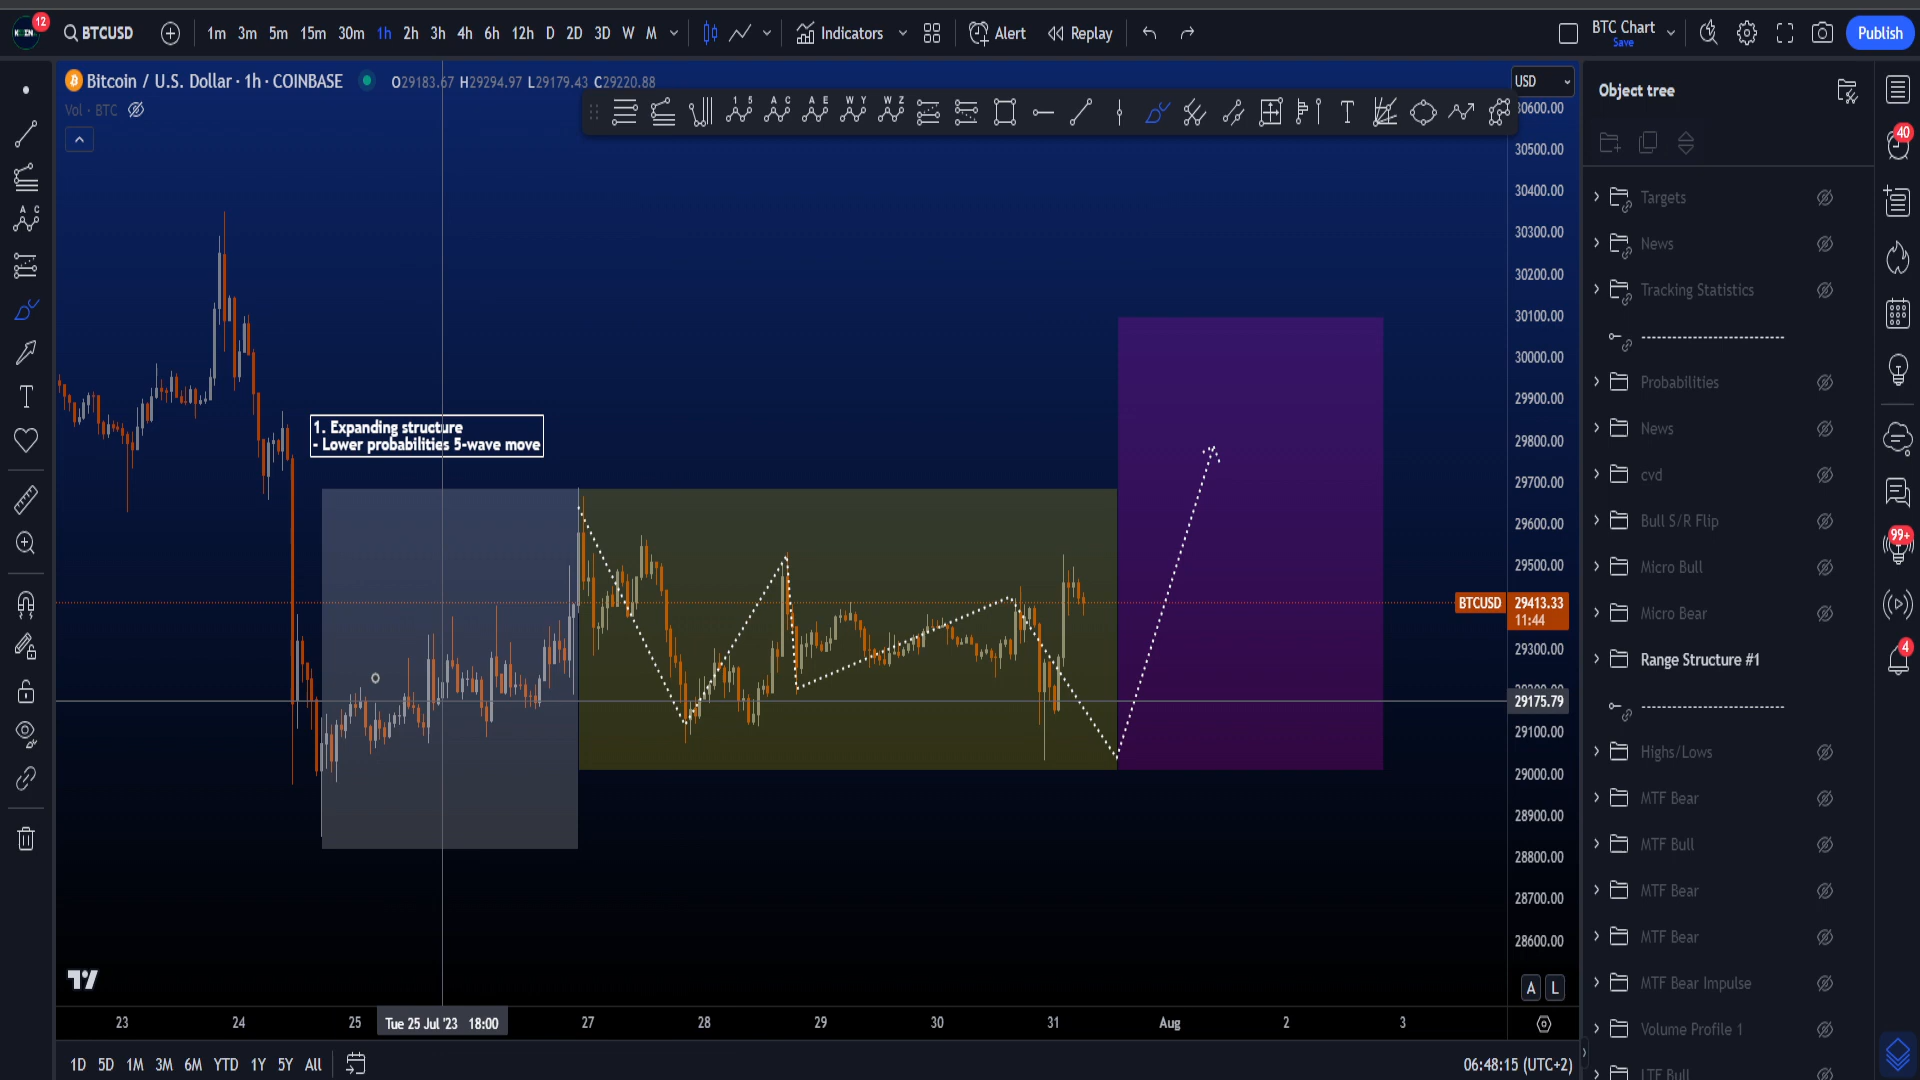 12
BTCUSD
1m 3m 5m 15m 30m 1h 2h 3h 4h 6h 12h D 2D 3D W M
Indicators
Alert
Replay
BTC Chart
Save
Publish
Bitcoin / U.S. Dollar · 1h · COINBASE
O29183.67 H29294.97 L29179.43 C29220.88
Vol · BTC
USD
30600.00
30500.00
30400.00
30300.00
30200.00
30100.00
30000.00
29900.00
29800.00
29700.00
29600.00
29500.00
BTCUSD 29413.33
11:44
29300.00
29175.79
29100.00
29000.00
28900.00
28800.00
28700.00
28600.00
1. Expanding structure
- Lower probabilities 5-wave move
A L
23 24 25 Tue 25 Jul '23 18:00 27 28 29 30 31 Aug 2 3
1D 5D 1M 3M 6M YTD 1Y 5Y All
06:48:15 (UTC+2)
Object tree
Targets
News
Tracking Statistics
---------------------------
Probabilities
News
cvd
Bull S/R Flip
Micro Bull
Micro Bear
Range Structure #1
---------------------------
Highs/Lows
MTF Bear
MTF Bull
MTF Bear
MTF Bear
MTF Bear Impulse
Volume Profile 1
LTF Bull
40
99+
4